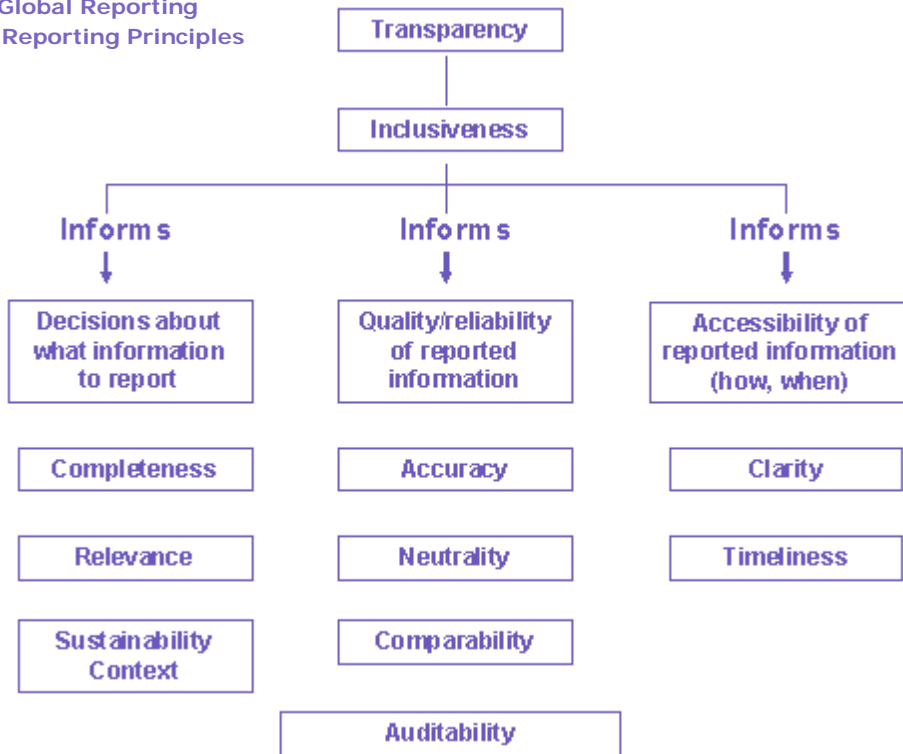 Global Reporting
Reporting Principles
Transparency
Inclusiveness
Informs
Informs
Informs
Decisions about
what information
to report
Quality/reliability
of reported
information
Accessibility of
reported information
(how, when)
Completeness
Accuracy
Clarity
Relevance
Neutrality
Timeliness
Sustainability
Context
Comparability
Auditability